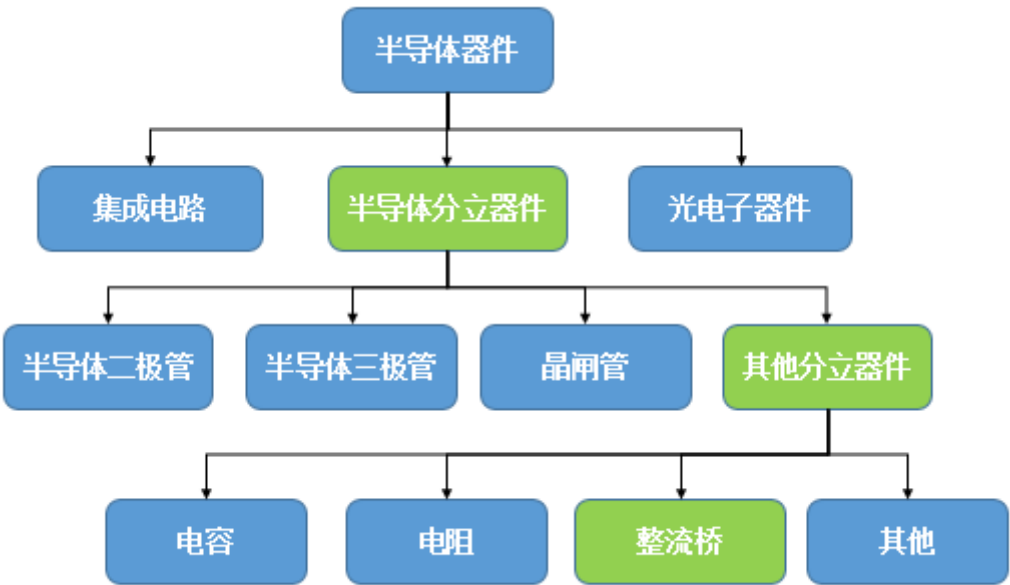 半导体器件
集成电路
半导体分立器件
光电子器件
半导体二极管
半导体三极管
晶闸管
其他分立器件
电容
电阻
整流桥
其他